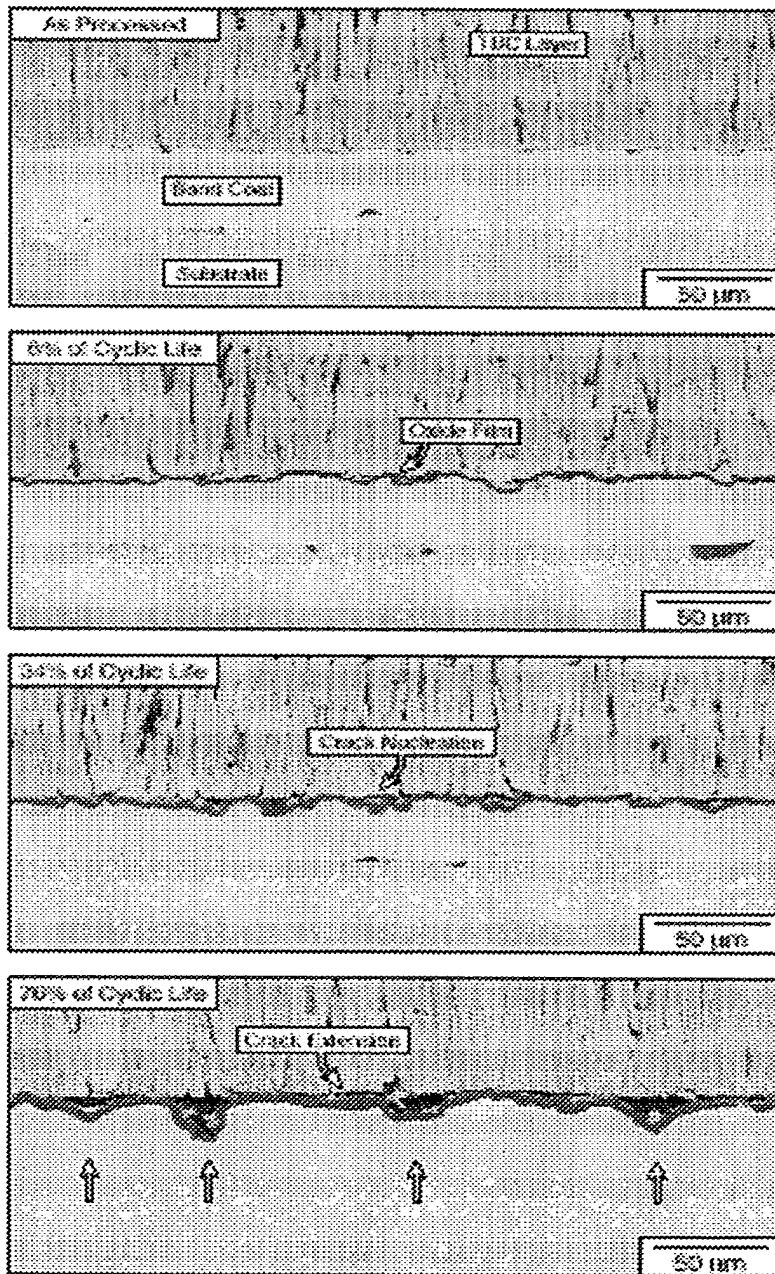 As Processed
TBC Layer
Bond Coat
Substrate
50 µm
6% of Cyclic Life
Oxide Film
50 µm
34% of Cyclic Life
Crack Nucleation
50 µm
76% of Cyclic Life
Crack Extension
50 µm